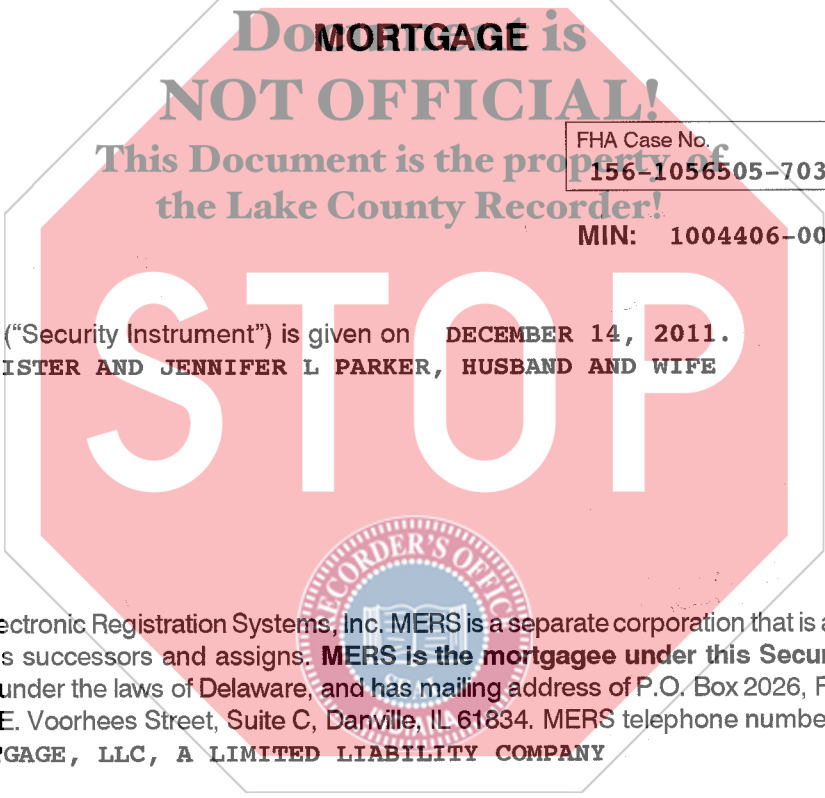 Document is
MORTGAGE
NOT OFFICIAL!
This Document is the property of
the Lake County Recorder!
FHA Case No.
156-1056505-703
MIN: 1004406-00
STOP
("Security Instrument") is given on DECEMBER 14, 2011.
ISTER AND JENNIFER L PARKER, HUSBAND AND WIFE
RECORDER'S OFFIC
SEAL
ectronic Registration Systems, Inc. MERS is a separate corporation that is a
s successors and assigns. MERS is the mortgagee under this Secur
under the laws of Delaware, and has mailing address of P.O. Box 2026, F
E. Voorhees Street, Suite C, Danville, IL 61834. MERS telephone numbe
GAGE, LLC, A LIMITED LIABILITY COMPANY